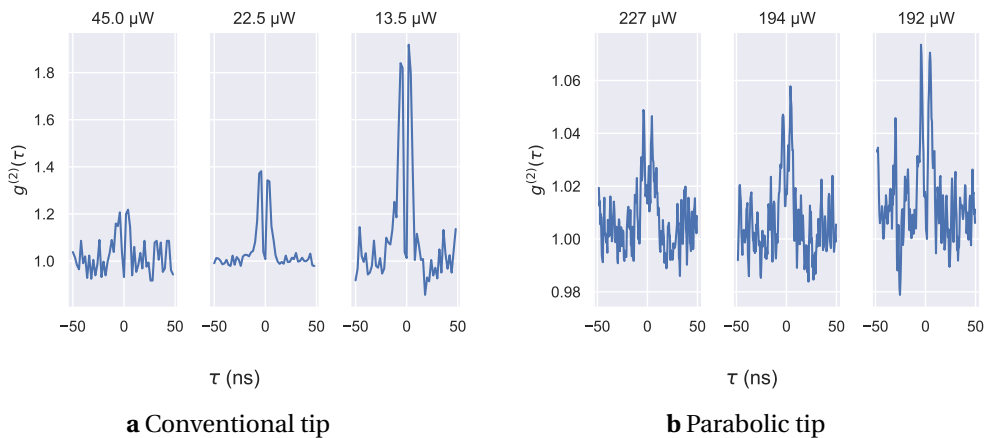 45.0 µW 22.5 µW 13.5 µW
g⁽²⁾(τ)
1.8
1.6
1.4
1.2
1.0
−50 0 50 −50 0 50 −50 0 50
τ (ns)
a Conventional tip
227 µW 194 µW 192 µW
g⁽²⁾(τ)
1.06
1.04
1.02
1.00
0.98
−50 0 50 −50 0 50 −50 0 50
τ (ns)
b Parabolic tip